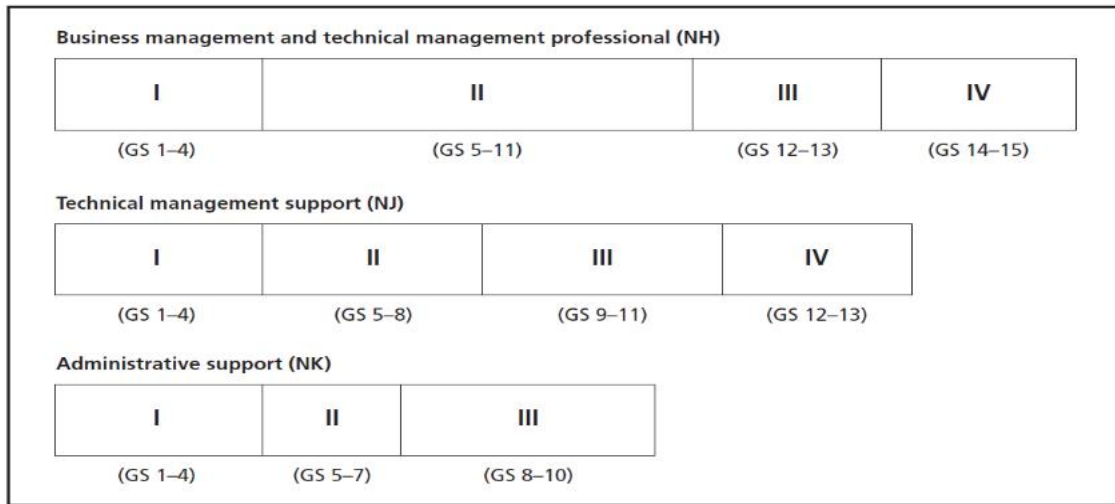 Business management and technical management professional (NH)
I II III IV
(GS 1–4) (GS 5–11) (GS 12–13) (GS 14–15)
Technical management support (NJ)
I II III IV
(GS 1–4) (GS 5–8) (GS 9–11) (GS 12–13)
Administrative support (NK)
I II III
(GS 1–4) (GS 5–7) (GS 8–10)